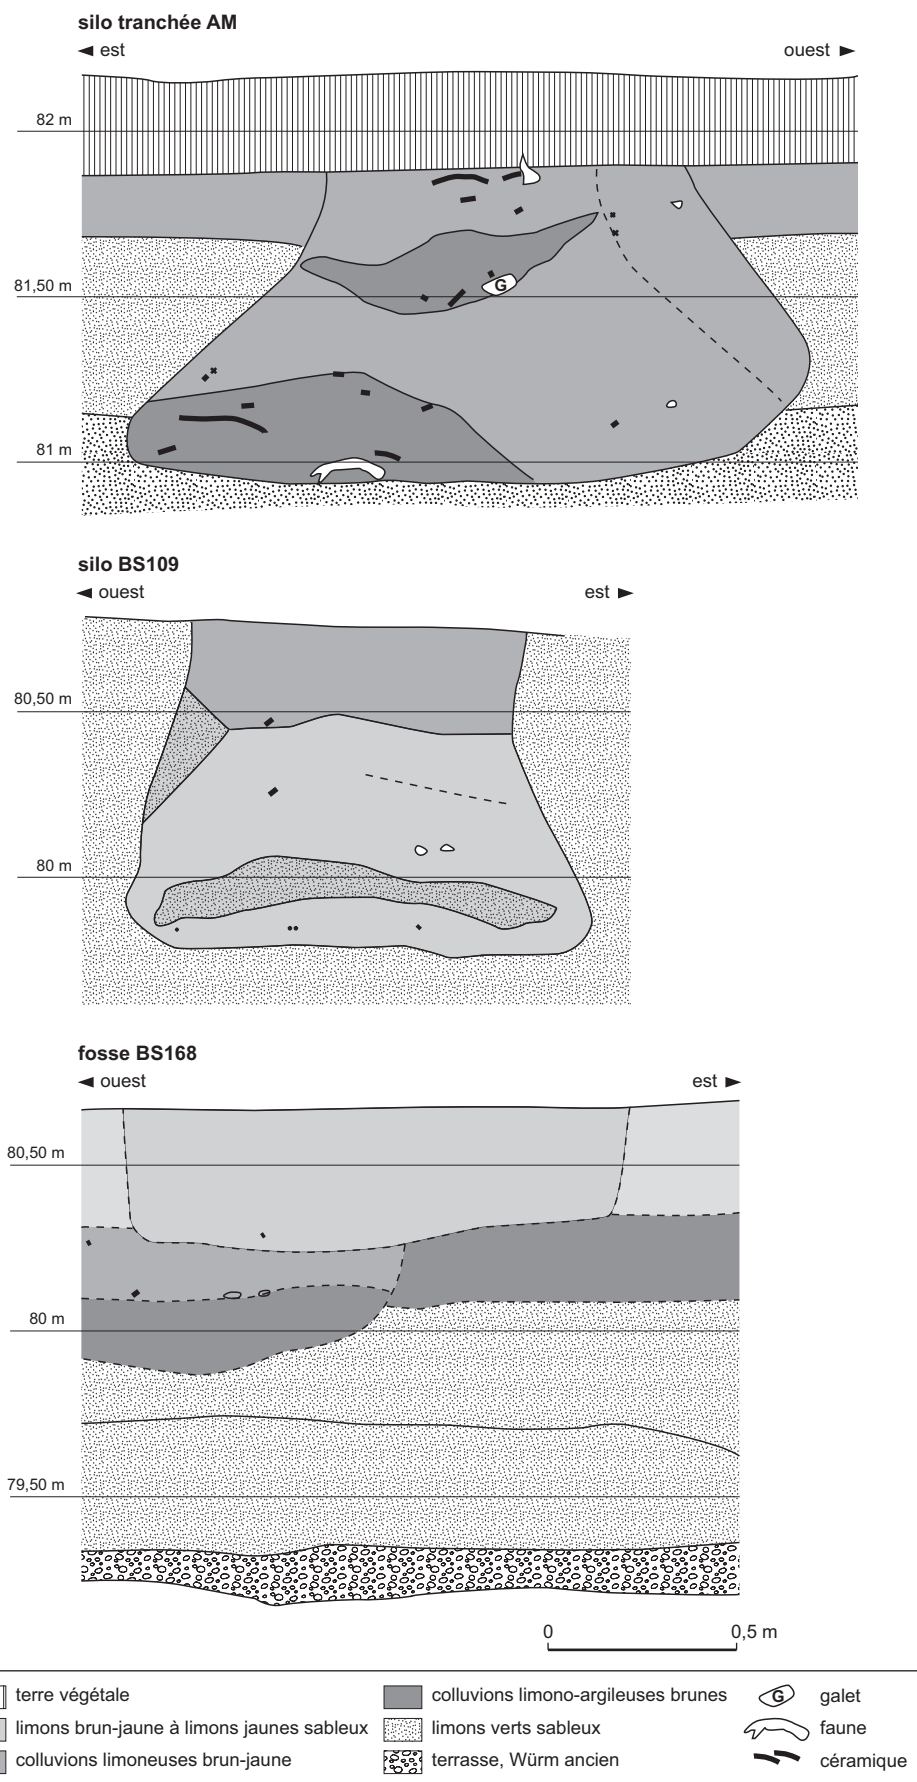 silo tranchée AM
◄ est
ouest ►
82 m
81,50 m
G
81 m
silo BS109
◄ ouest
est ►
80,50 m
80 m
fosse BS168
◄ ouest
est ►
80,50 m
80 m
79,50 m
0
0,5 m
terre végétale
colluvions limono-argileuses brunes
G
galet
limons brun-jaune à limons jaunes sableux
limons verts sableux
faune
colluvions limoneuses brun-jaune
terrasse, Würm ancien
céramique